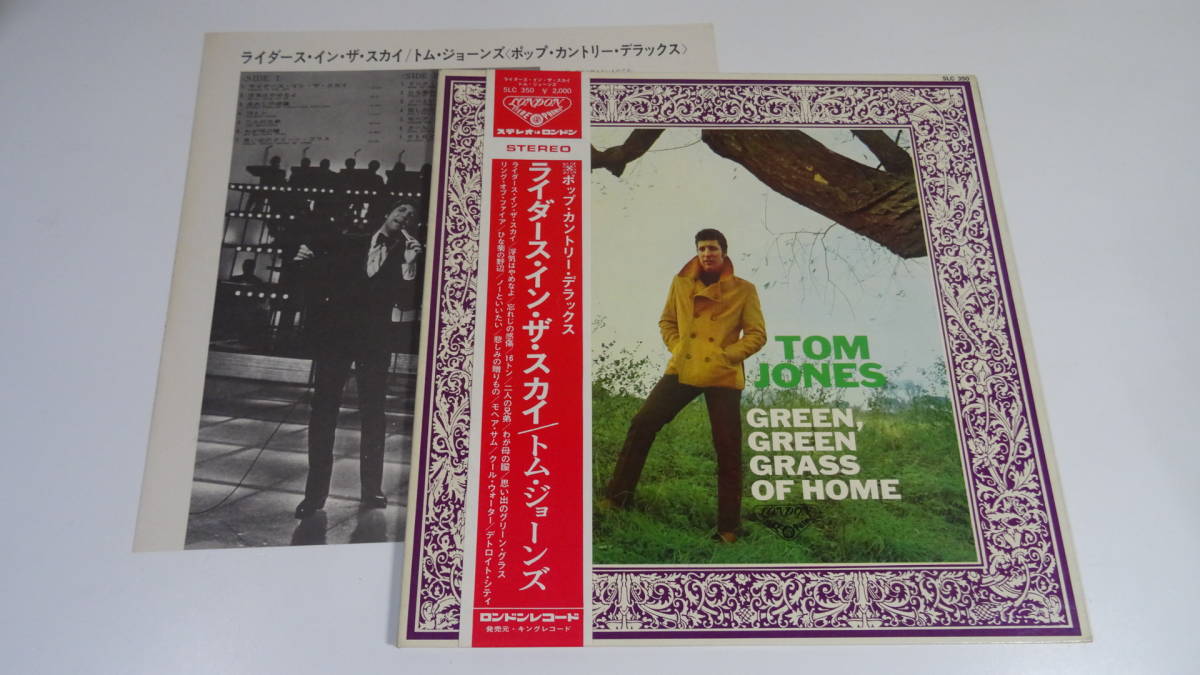 ライダース・イン・ザ・スカイ/トム・ジョーンズ〈ポップ・カントリー・デラックス〉
SIDE 1
SIDE
ライダース・イン・ザ・スカイ
トム・ジョーンズ
SLC 350 ¥2,000
LONDON
ステレオはロンドン
STEREO
※ポップ・カントリー・デラックス
ライダース・イン・ザ・スカイ/トム・ジョーンズ
ライダース・イン・ザ・スカイ/浮気はやめなよ/忘れじの感傷/16トン/二人の兄弟/わが母の瞳/思い出のグリーン・グラス
リング・オブ・ファイア/ひな菊の野辺/ノーといいたい/悲しみの贈りもの/モヘア・サム/クール・ウォーター/デトロイト・シティ
ロンドンレコード
発売元・キングレコード
SLC 350
TOM
JONES
GREEN,
GREEN
GRASS
OF HOME
LONDON